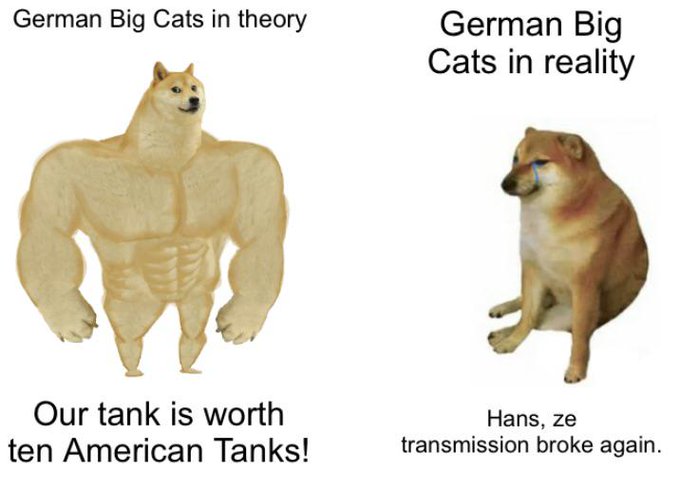 German Big Cats in theory
Our tank is worth
ten American Tanks!
German Big
Cats in reality
Hans, ze
transmission broke again.